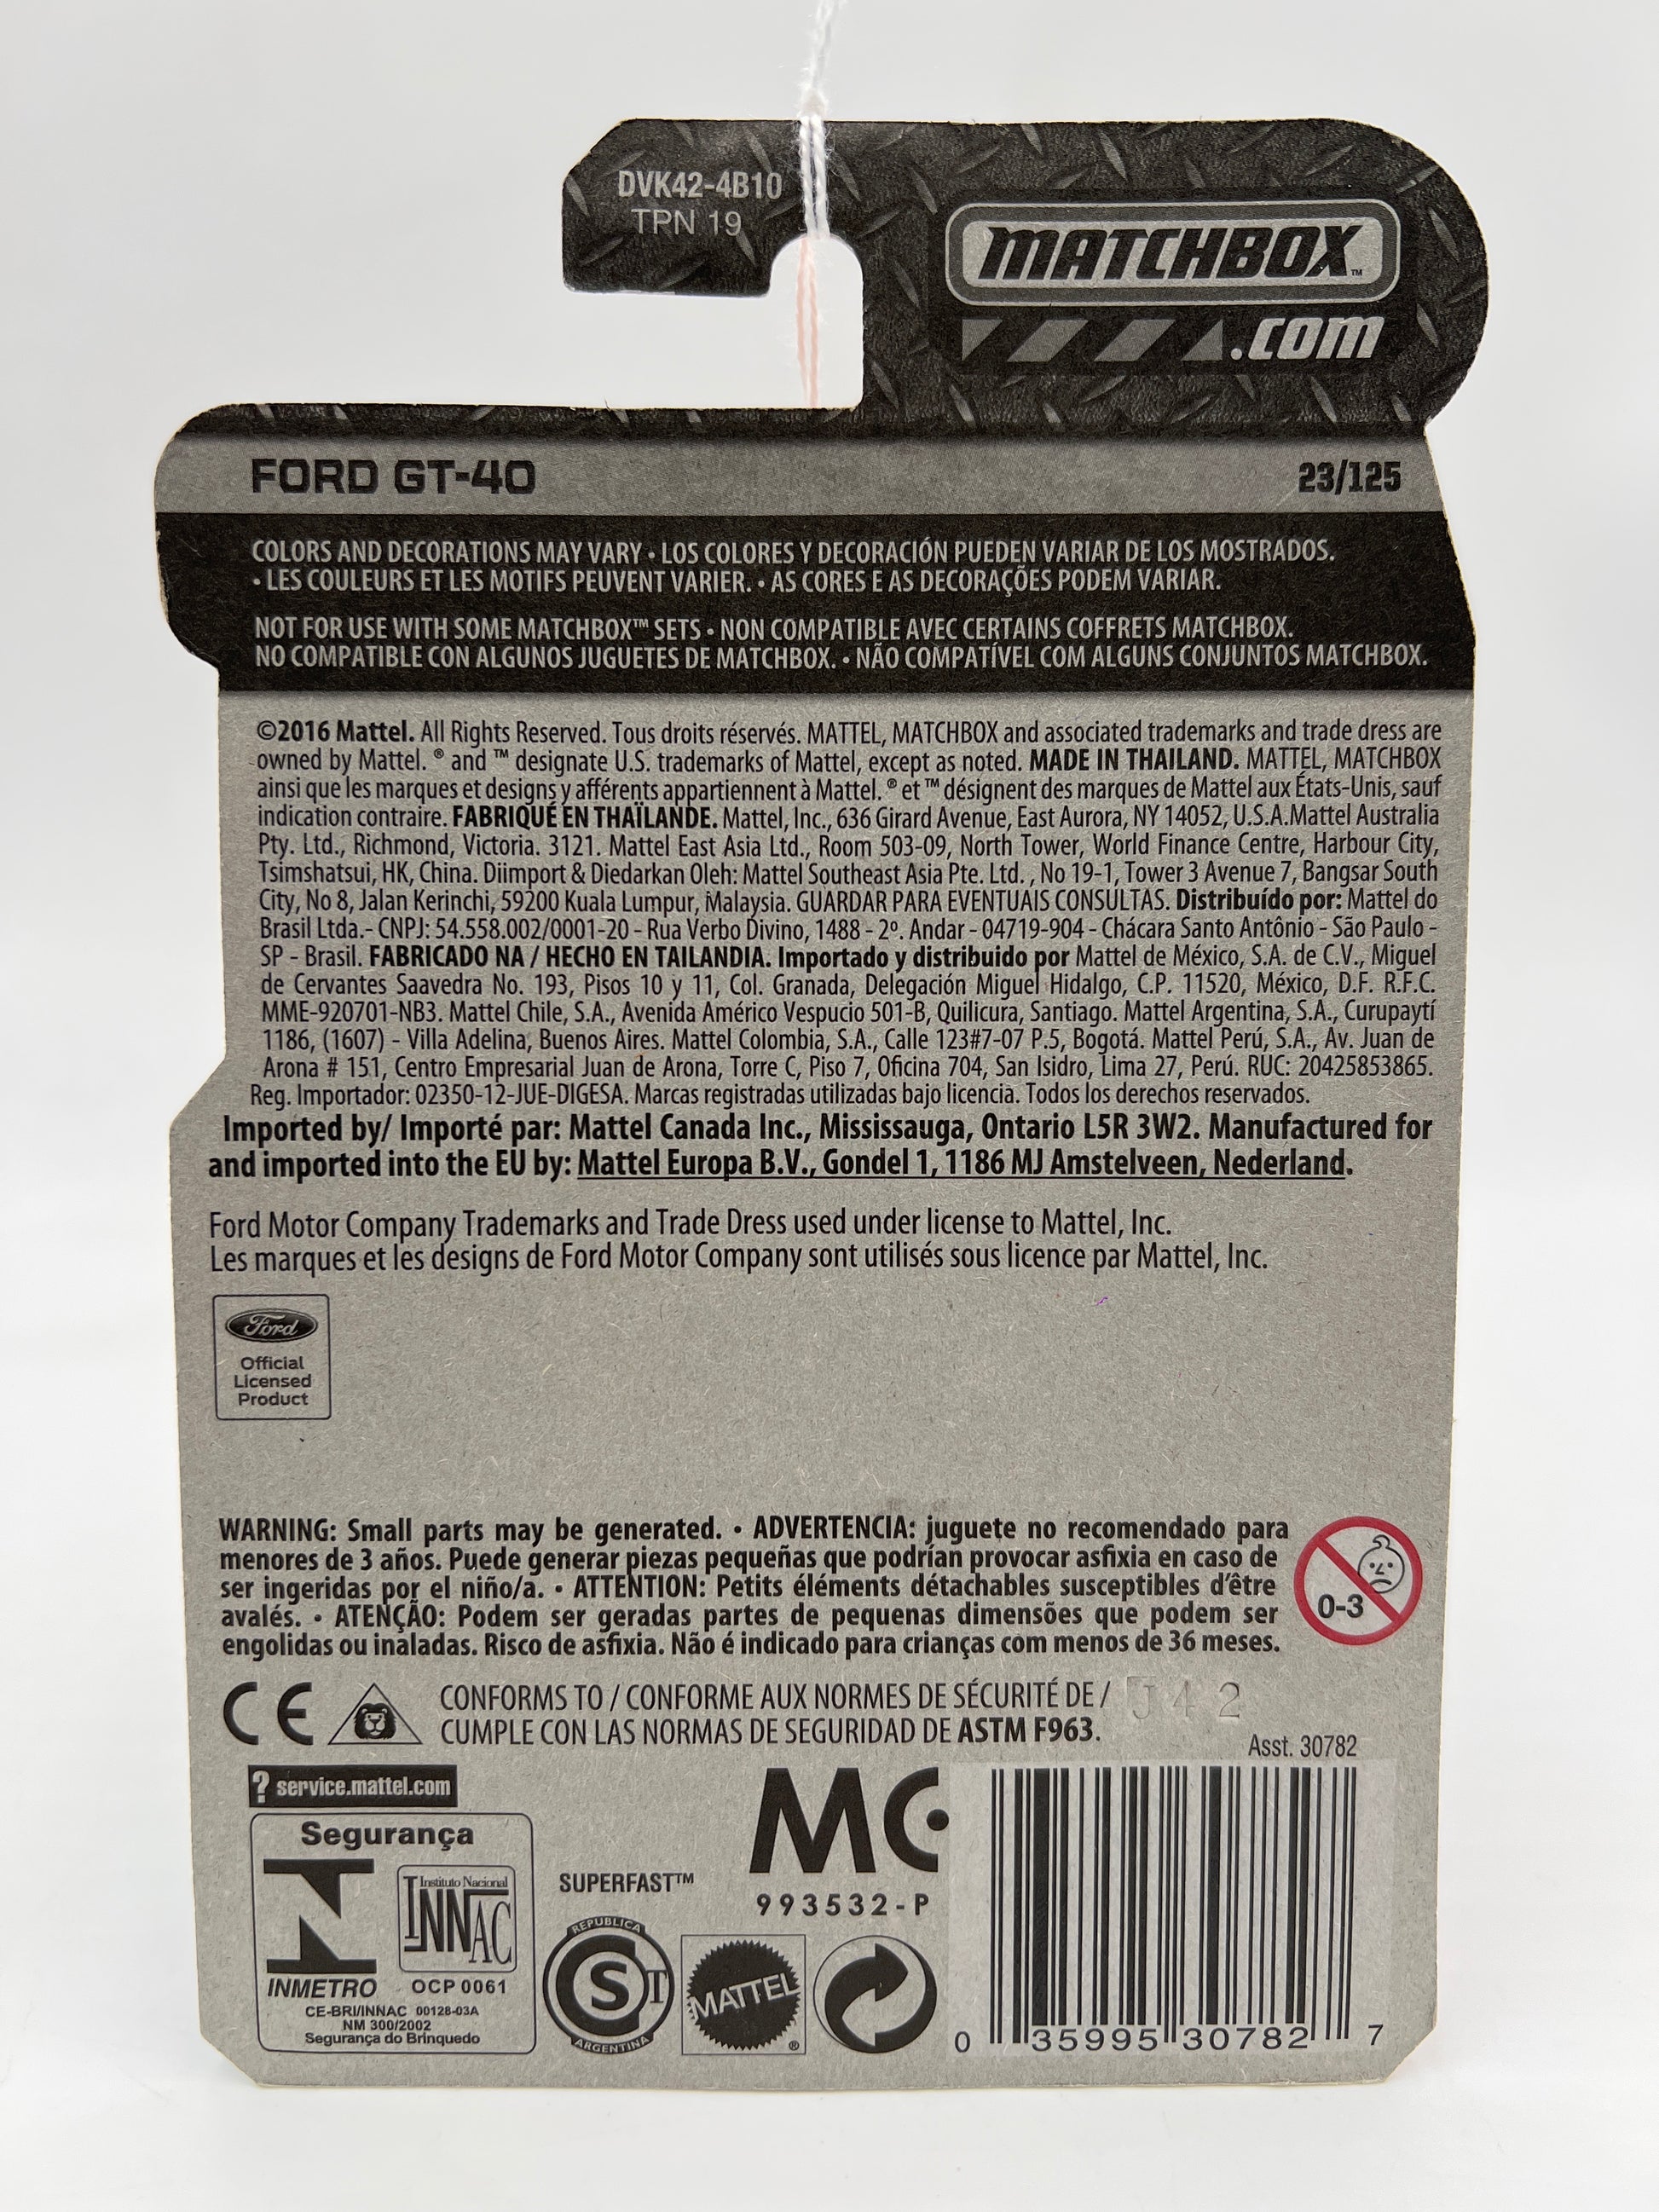 DVK42-4B10
TPN 19
MATCHBOX™
.com
FORD GT-40
23/125
COLORS AND DECORATIONS MAY VARY • LOS COLORES Y DECORACIÓN PUEDEN VARIAR DE LOS MOSTRADOS.
• LES COULEURS ET LES MOTIFS PEUVENT VARIER. • AS CORES E AS DECORAÇÕES PODEM VARIAR.
NOT FOR USE WITH SOME MATCHBOX™ SETS • NON COMPATIBLE AVEC CERTAINS COFFRETS MATCHBOX.
NO COMPATIBLE CON ALGUNOS JUGUETES DE MATCHBOX. • NÃO COMPATÍVEL COM ALGUNS CONJUNTOS MATCHBOX.
©2016 Mattel. All Rights Reserved. Tous droits réservés. MATTEL, MATCHBOX and associated trademarks and trade dress are
owned by Mattel. ® and ™ designate U.S. trademarks of Mattel, except as noted. MADE IN THAILAND. MATTEL, MATCHBOX
ainsi que les marques et designs y afférents appartiennent à Mattel. ® et ™ désignent des marques de Mattel aux États-Unis, sauf
indication contraire. FABRIQUÉ EN THAÏLANDE. Mattel, Inc., 636 Girard Avenue, East Aurora, NY 14052, U.S.A.Mattel Australia
Pty. Ltd., Richmond, Victoria. 3121. Mattel East Asia Ltd., Room 503-09, North Tower, World Finance Centre, Harbour City,
Tsimshatsui, HK, China. Diimport & Diedarkan Oleh: Mattel Southeast Asia Pte. Ltd. , No 19-1, Tower 3 Avenue 7, Bangsar South
City, No 8, Jalan Kerinchi, 59200 Kuala Lumpur, Malaysia. GUARDAR PARA EVENTUAIS CONSULTAS. Distribuído por: Mattel do
Brasil Ltda.- CNPJ: 54.558.002/0001-20 - Rua Verbo Divino, 1488 - 2º. Andar - 04719-904 - Chácara Santo Antônio - São Paulo -
SP - Brasil. FABRICADO NA / HECHO EN TAILANDIA. Importado y distribuido por Mattel de México, S.A. de C.V., Miguel
de Cervantes Saavedra No. 193, Pisos 10 y 11, Col. Granada, Delegación Miguel Hidalgo, C.P. 11520, México, D.F. R.F.C.
MME-920701-NB3. Mattel Chile, S.A., Avenida Américo Vespucio 501-B, Quilicura, Santiago. Mattel Argentina, S.A., Curupaytí
1186, (1607) - Villa Adelina, Buenos Aires. Mattel Colombia, S.A., Calle 123#7-07 P.5, Bogotá. Mattel Perú, S.A., Av. Juan de
Arona # 151, Centro Empresarial Juan de Arona, Torre C, Piso 7, Oficina 704, San Isidro, Lima 27, Perú. RUC: 20425853865.
Reg. Importador: 02350-12-JUE-DIGESA. Marcas registradas utilizadas bajo licencia. Todos los derechos reservados.
Imported by/ Importé par: Mattel Canada Inc., Mississauga, Ontario L5R 3W2. Manufactured for
and imported into the EU by: Mattel Europa B.V., Gondel 1, 1186 MJ Amstelveen, Nederland.
Ford Motor Company Trademarks and Trade Dress used under license to Mattel, Inc.
Les marques et les designs de Ford Motor Company sont utilisés sous licence par Mattel, Inc.
Ford
Official
Licensed
Product
WARNING: Small parts may be generated. • ADVERTENCIA: juguete no recomendado para
menores de 3 años. Puede generar piezas pequeñas que podrían provocar asfixia en caso de
ser ingeridas por el niño/a. • ATTENTION: Petits éléments détachables susceptibles d'être
avalés. • ATENÇÃO: Podem ser geradas partes de pequenas dimensões que podem ser
engolidas ou inaladas. Risco de asfixia. Não é indicado para crianças com menos de 36 meses.
0-3
CE
CONFORMS TO / CONFORME AUX NORMES DE SÉCURITÉ DE /
CUMPLE CON LAS NORMAS DE SEGURIDAD DE ASTM F963.
J42
Asst. 30782
? service.mattel.com
Segurança
Instituto Nacional
INNAC
INMETRO
OCP 0061
CE-BRI/INNAC 00128-03A
NM 300/2002
Segurança do Brinquedo
SUPERFAST™
MC
993532-P
REPUBLICA
S T
ARGENTINA
MATTEL®
0 35995 30782 7